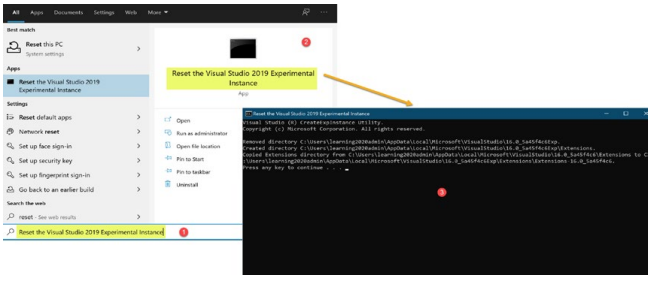 All Apps Documents Settings Web More
Best match
Reset this PC
System settings
Apps
Reset the Visual Studio 2019
Experimental Instance
Settings
Reset default apps
Network reset
Set up face sign-in
Set up security key
Set up fingerprint sign-in
Go back to an earlier build
Search the web
reset - See web results
Reset the Visual Studio 2019 Experimental Instance
1
2
Reset the Visual Studio 2019 Experimental
Instance
App
Open
Run as administrator
Open file location
Pin to Start
Pin to taskbar
Uninstall
Reset the Visual Studio 2019 Experimental Instance
Visual Studio (R) CreateExpInstance Utility.
Copyright (c) Microsoft Corporation. All rights reserved.
Removed directory C:\Users\learning2020admin\AppData\Local\Microsoft\VisualStudio\16.0_5a45f4c6Exp.
Created directory C:\Users\learning2020admin\AppData\Local\Microsoft\VisualStudio\16.0_5a45f4c6Exp\Extensions.
Copied Extensions directory from C:\Users\learning2020admin\AppData\Local\Microsoft\VisualStudio\16.0_5a45f4c6\Extensions to C
:\Users\learning2020admin\AppData\Local\Microsoft\VisualStudio\16.0_5a45f4c6Exp\Extensions\Extensions-16.0_5a45f4c6.
Press any key to continue . . .
3